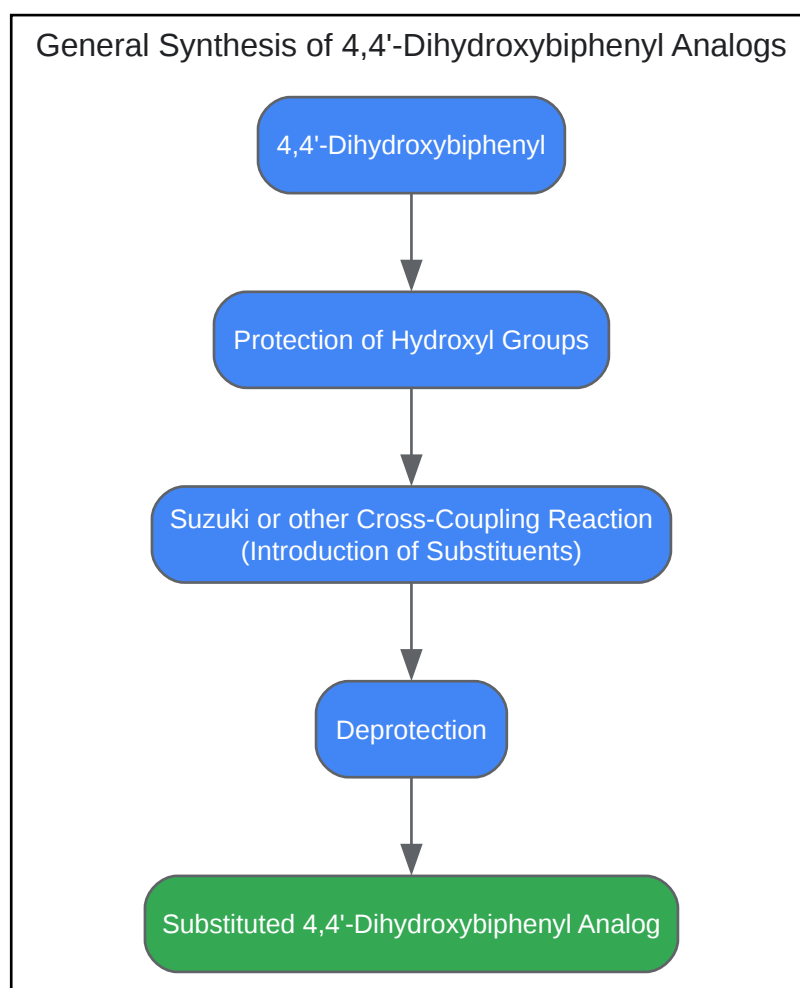 General Synthesis of 4,4'-Dihydroxybiphenyl Analogs
4,4'-Dihydroxybiphenyl
Protection of Hydroxyl Groups
Suzuki or other Cross-Coupling Reaction
(Introduction of Substituents)
Deprotection
Substituted 4,4'-Dihydroxybiphenyl Analog